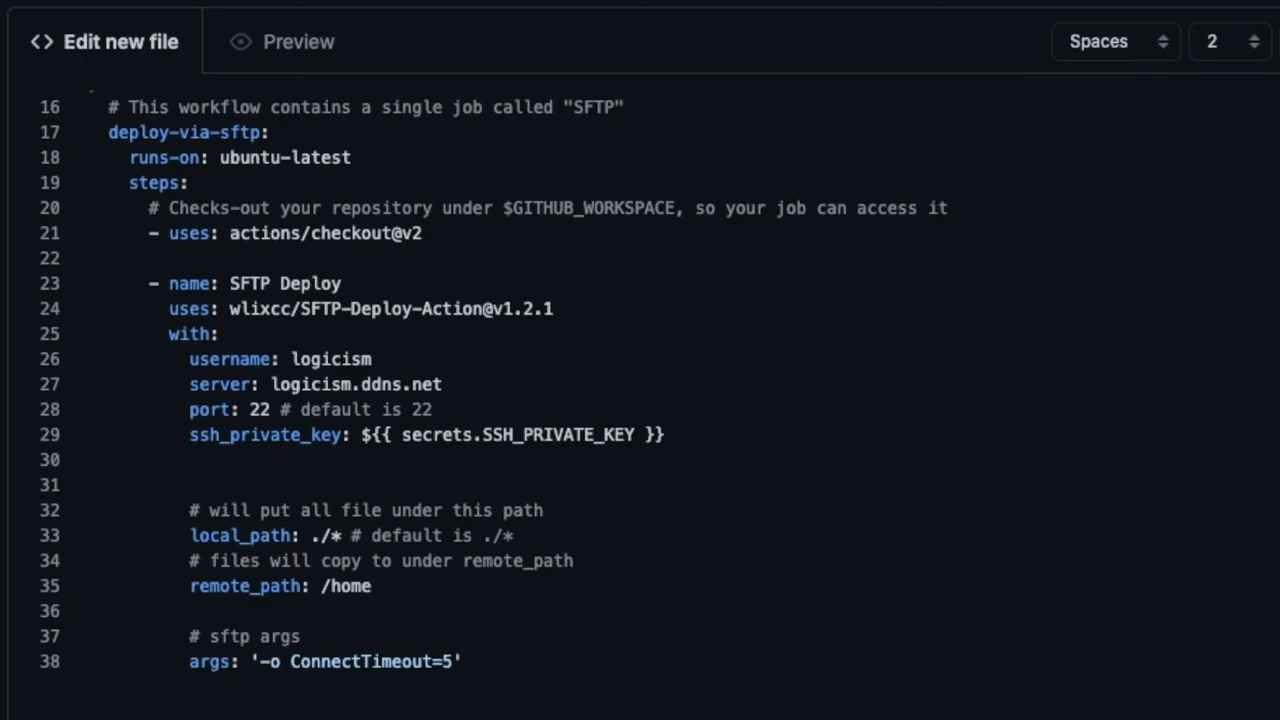 <> Edit new file Preview Spaces 2
16 # This workflow contains a single job called "SFTP"
17 deploy-via-sftp:
18 runs-on: ubuntu-latest
19 steps:
20 # Checks-out your repository under $GITHUB_WORKSPACE, so your job can access it
21 - uses: actions/checkout@v2
22
23 - name: SFTP Deploy
24 uses: wlixcc/SFTP-Deploy-Action@v1.2.1
25 with:
26 username: logicism
27 server: logicism.ddns.net
28 port: 22 # default is 22
29 ssh_private_key: ${{ secrets.SSH_PRIVATE_KEY }}
30
31
32 # will put all file under this path
33 local_path: ./* # default is ./*
34 # files will copy to under remote_path
35 remote_path: /home
36
37 # sftp args
38 args: '-o ConnectTimeout=5'